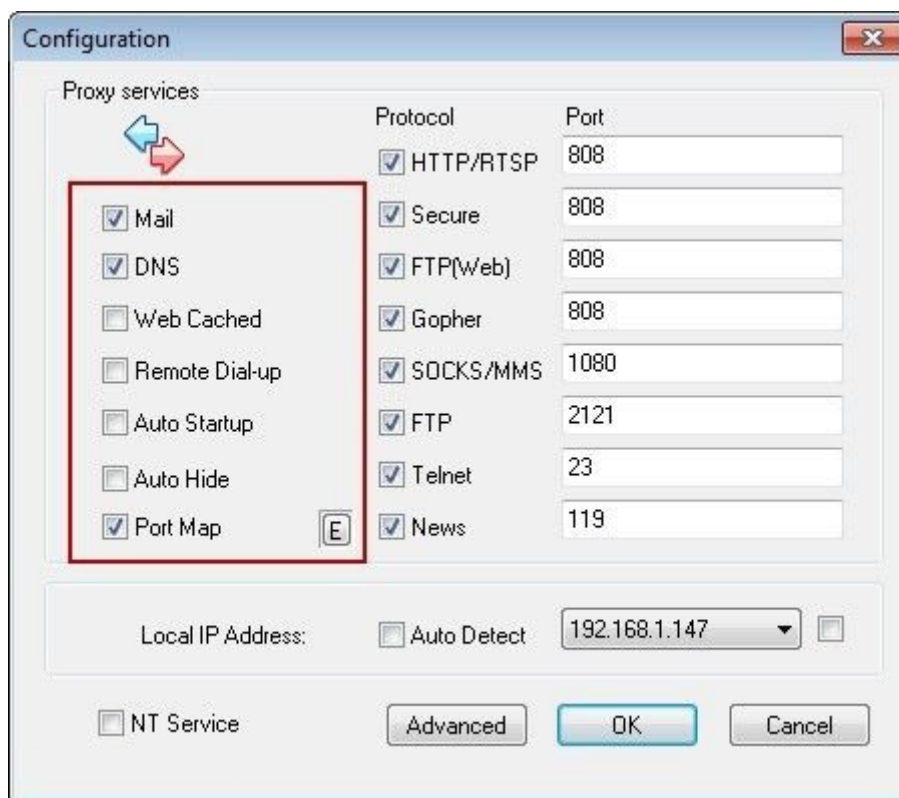 Configuration
Proxy services
Protocol Port
HTTP/RTSP 808
Mail Secure 808
DNS FTP(Web) 808
Web Cached Gopher 808
Remote Dial-up SOCKS/MMS 1080
Auto Startup FTP 2121
Auto Hide Telnet 23
Port Map E News 119
Local IP Address: Auto Detect 192.168.1.147
NT Service Advanced OK Cancel